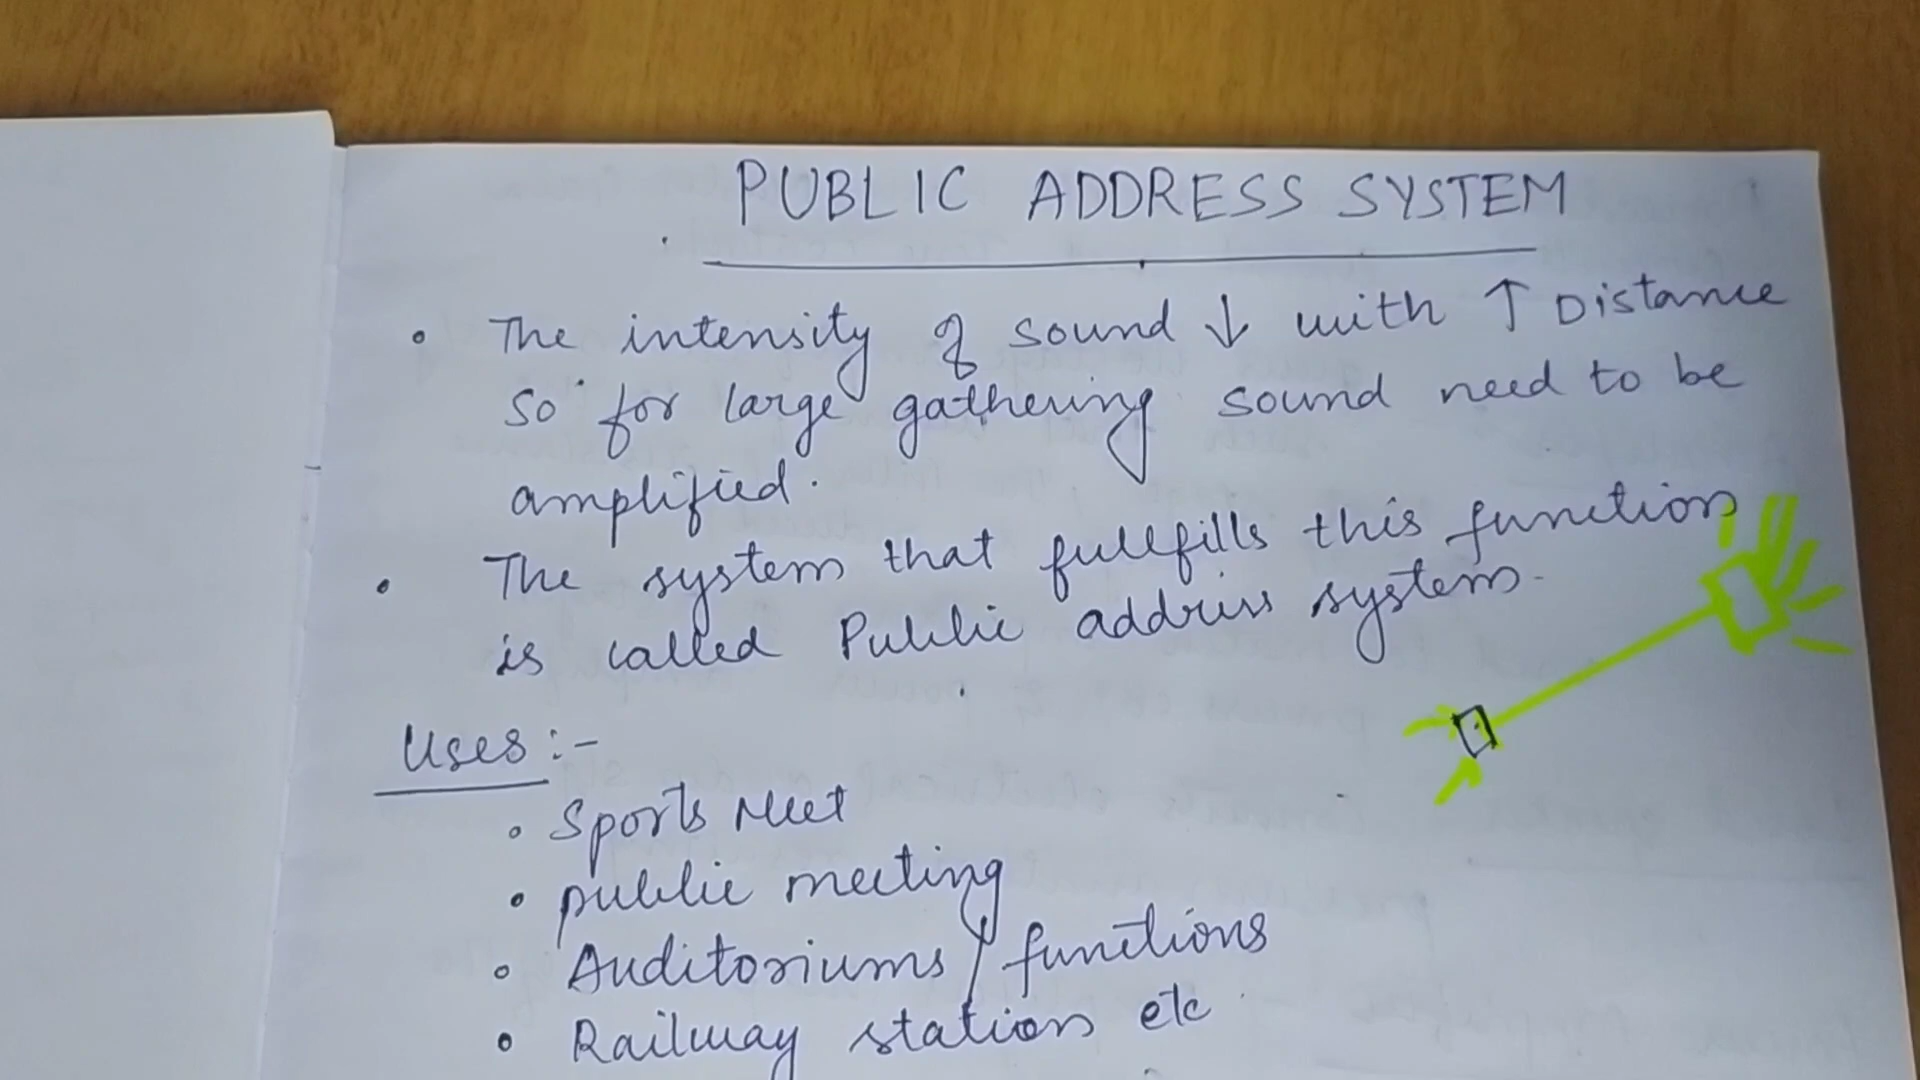 PUBLIC ADDRESS SYSTEM
• The intensity of sound ↓ with ↑ Distance
so for large gathering sound need to be
amplified.
• The system that fullfills this function
is called Public address system.
Uses :-
• Sports Meet
• public meeting
• Auditoriums / functions
• Railway station etc